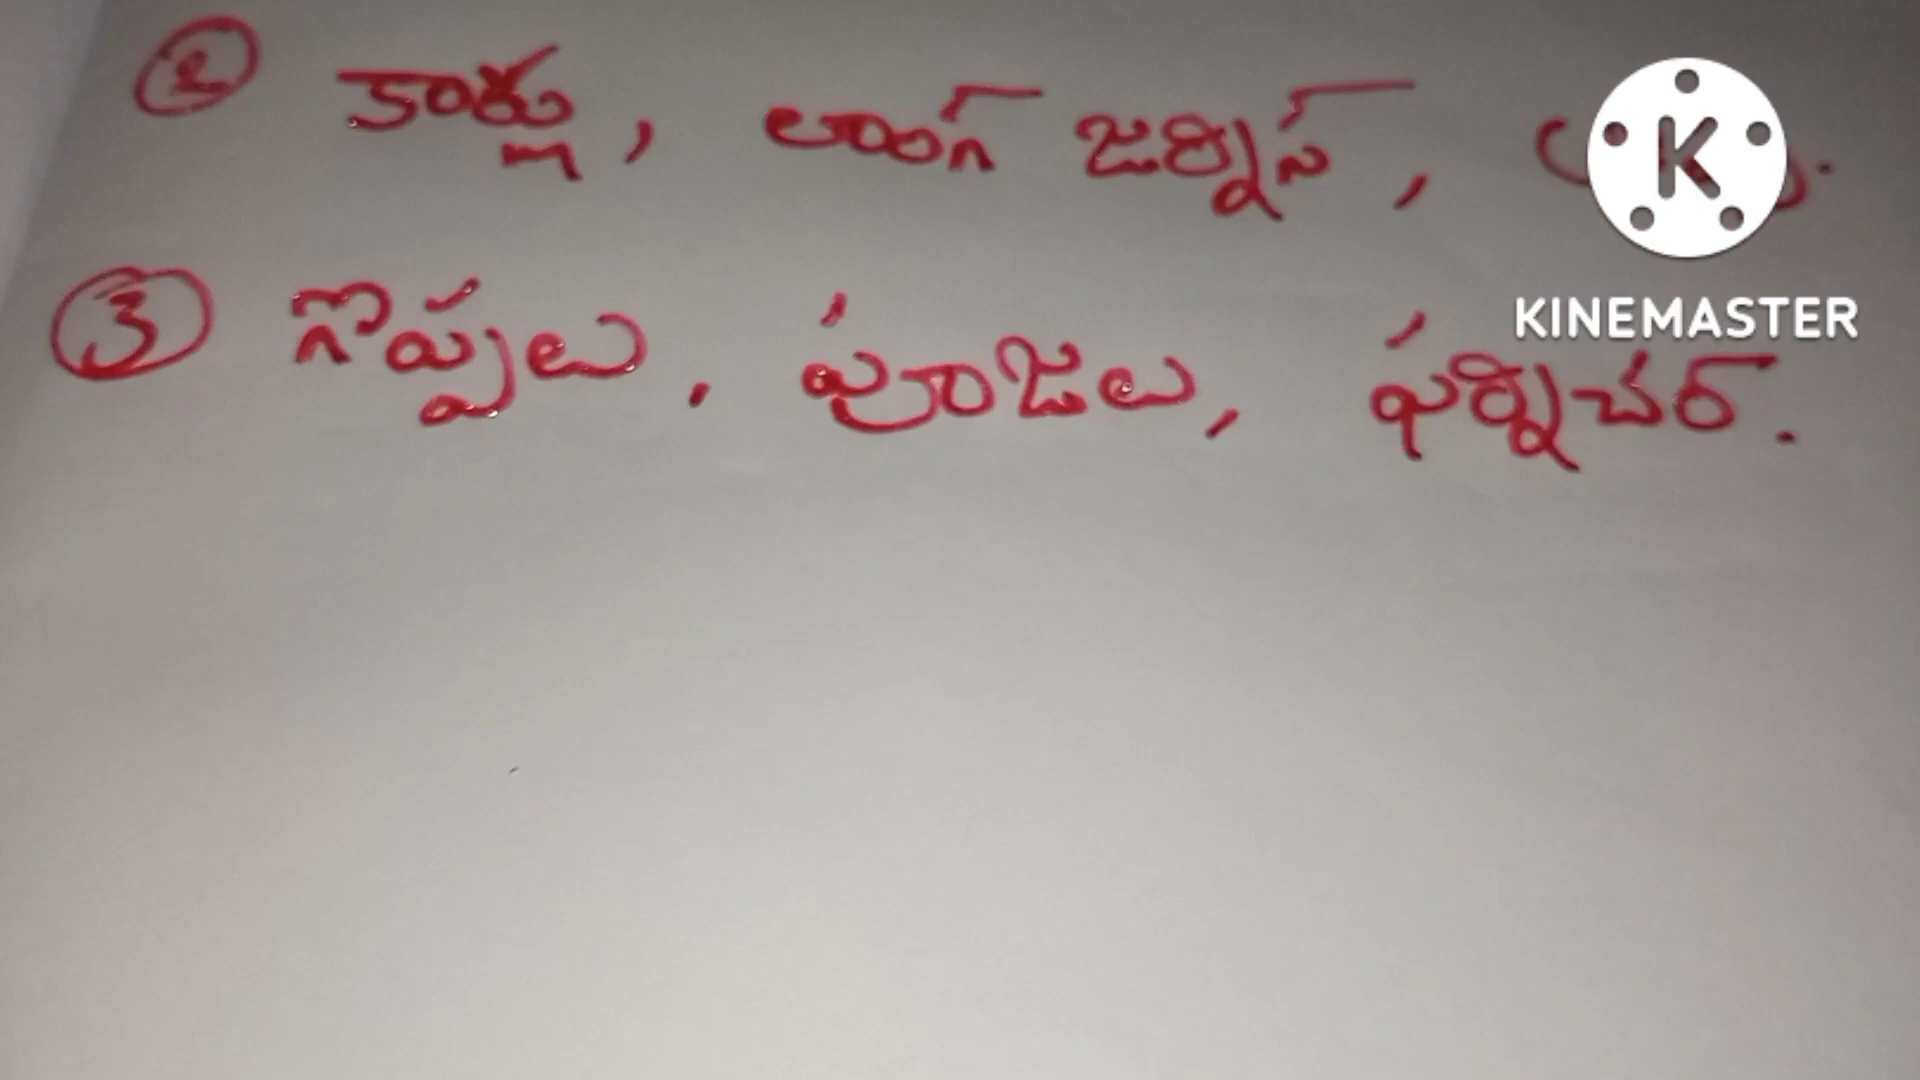 ② కార్లు, లాంగ్ జర్నీస్,
③ గొప్పలు, పూజలు, ఫర్నిచర్.
KINEMASTER